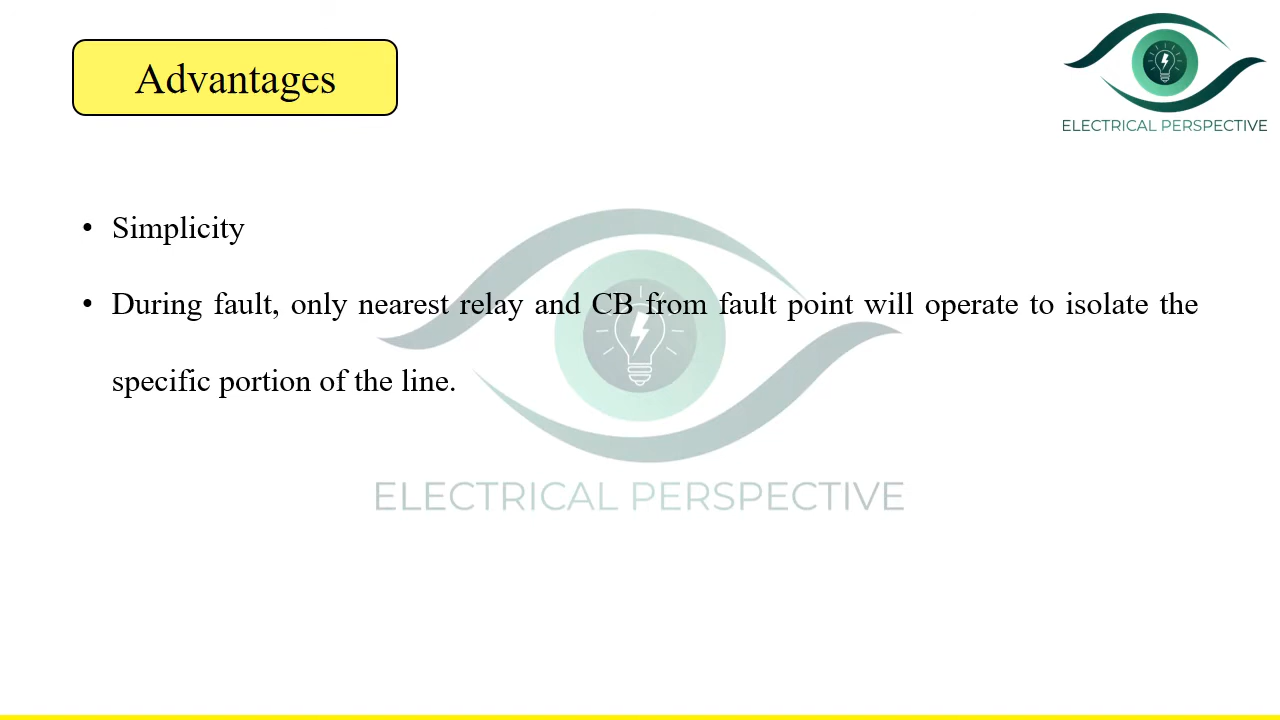 Advantages
ELECTRICAL PERSPECTIVE
• Simplicity
• During fault, only nearest relay and CB from fault point will operate to isolate the
specific portion of the line.
ELECTRICAL PERSPECTIVE